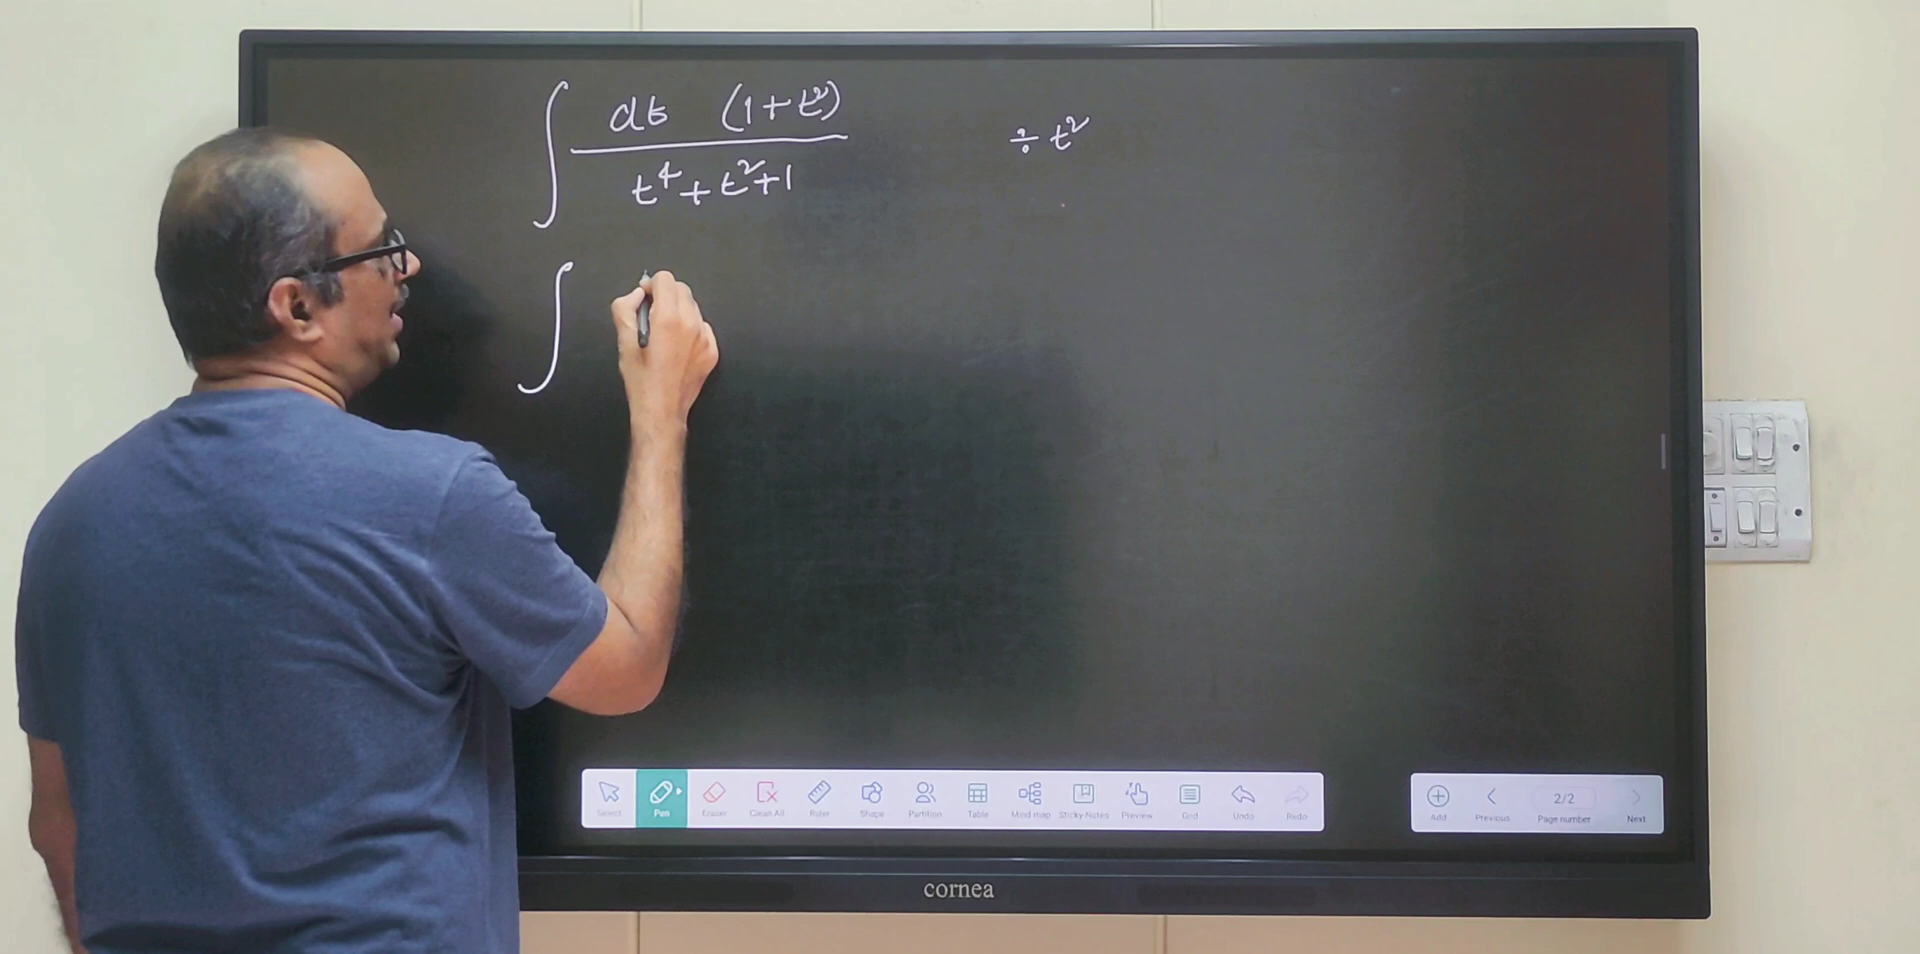 ∫ dt (1+t²) / t⁴+t²+1 ÷ t²
∫
Select Pen Eraser Clean All Ruler Shape Partition Table Mind map Sticky Notes Preview Grid Undo Redo
2/2
Add Previous Page number Next
cornea